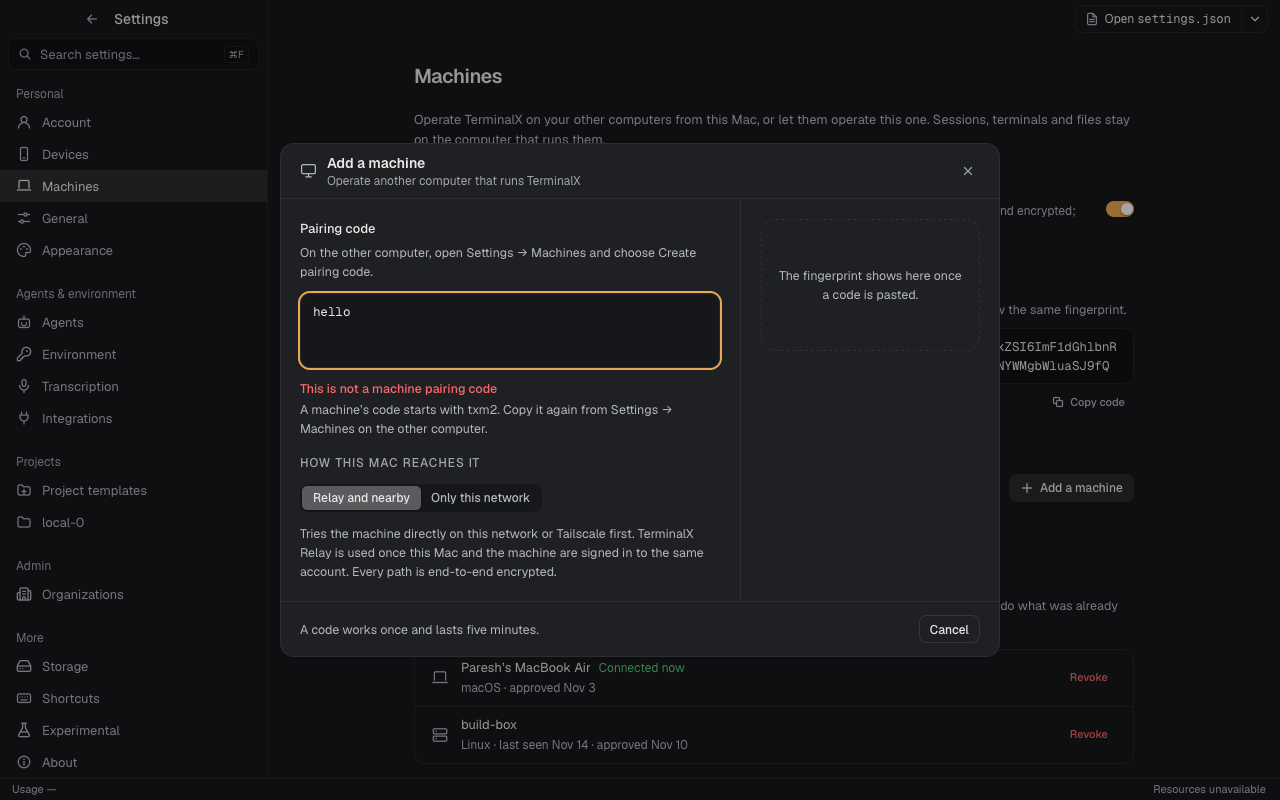 Settings
Open settings.json
Search settings...
⌘F
Personal
Account
Devices
Machines
General
Appearance
Agents & environment
Agents
Environment
Transcription
Integrations
Projects
Project templates
local-0
Admin
Organizations
More
Storage
Shortcuts
Experimental
About
Usage —
Machines
Operate TerminalX on your other computers from this Mac, or let them operate this one. Sessions, terminals and files stay
on the computer that runs them.
nd encrypted;
the same fingerprint.
kZSI6ImF1dGhlbnR
NYWMgbWluaSJ9fQ
Copy code
Add a machine
do what was already
Add a machine
Operate another computer that runs TerminalX
Pairing code
On the other computer, open Settings → Machines and choose Create
pairing code.
hello
This is not a machine pairing code
A machine's code starts with txm2. Copy it again from Settings →
Machines on the other computer.
HOW THIS MAC REACHES IT
Relay and nearby
Only this network
Tries the machine directly on this network or Tailscale first. TerminalX
Relay is used once this Mac and the machine are signed in to the same
account. Every path is end-to-end encrypted.
The fingerprint shows here once
a code is pasted.
A code works once and lasts five minutes.
Cancel
Paresh's MacBook Air Connected now
macOS · approved Nov 3
Revoke
build-box
Linux · last seen Nov 14 · approved Nov 10
Revoke
Resources unavailable